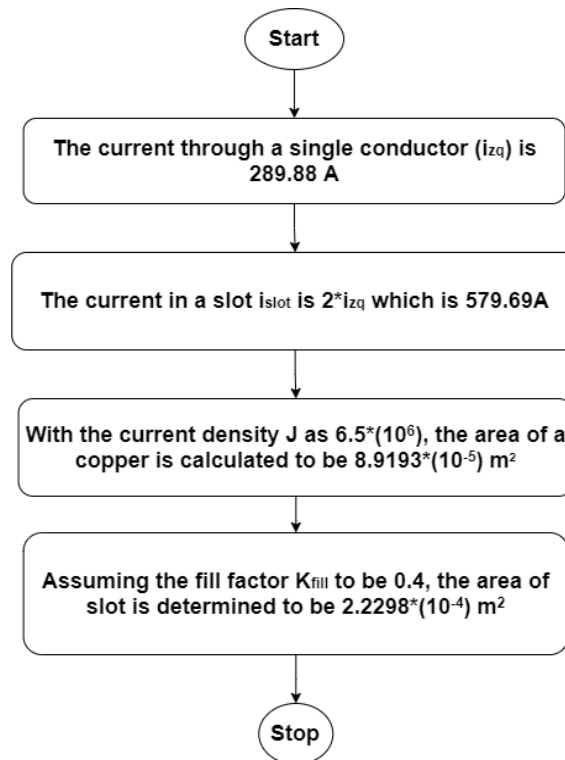 Start
The current through a single conductor (izq) is
289.88 A
The current in a slot islot is 2*izq which is 579.69A
With the current density J as 6.5*(10⁶), the area of a
copper is calculated to be 8.9193*(10⁻⁵) m²
Assuming the fill factor Kfill to be 0.4, the area of
slot is determined to be 2.2298*(10⁻⁴) m²
Stop